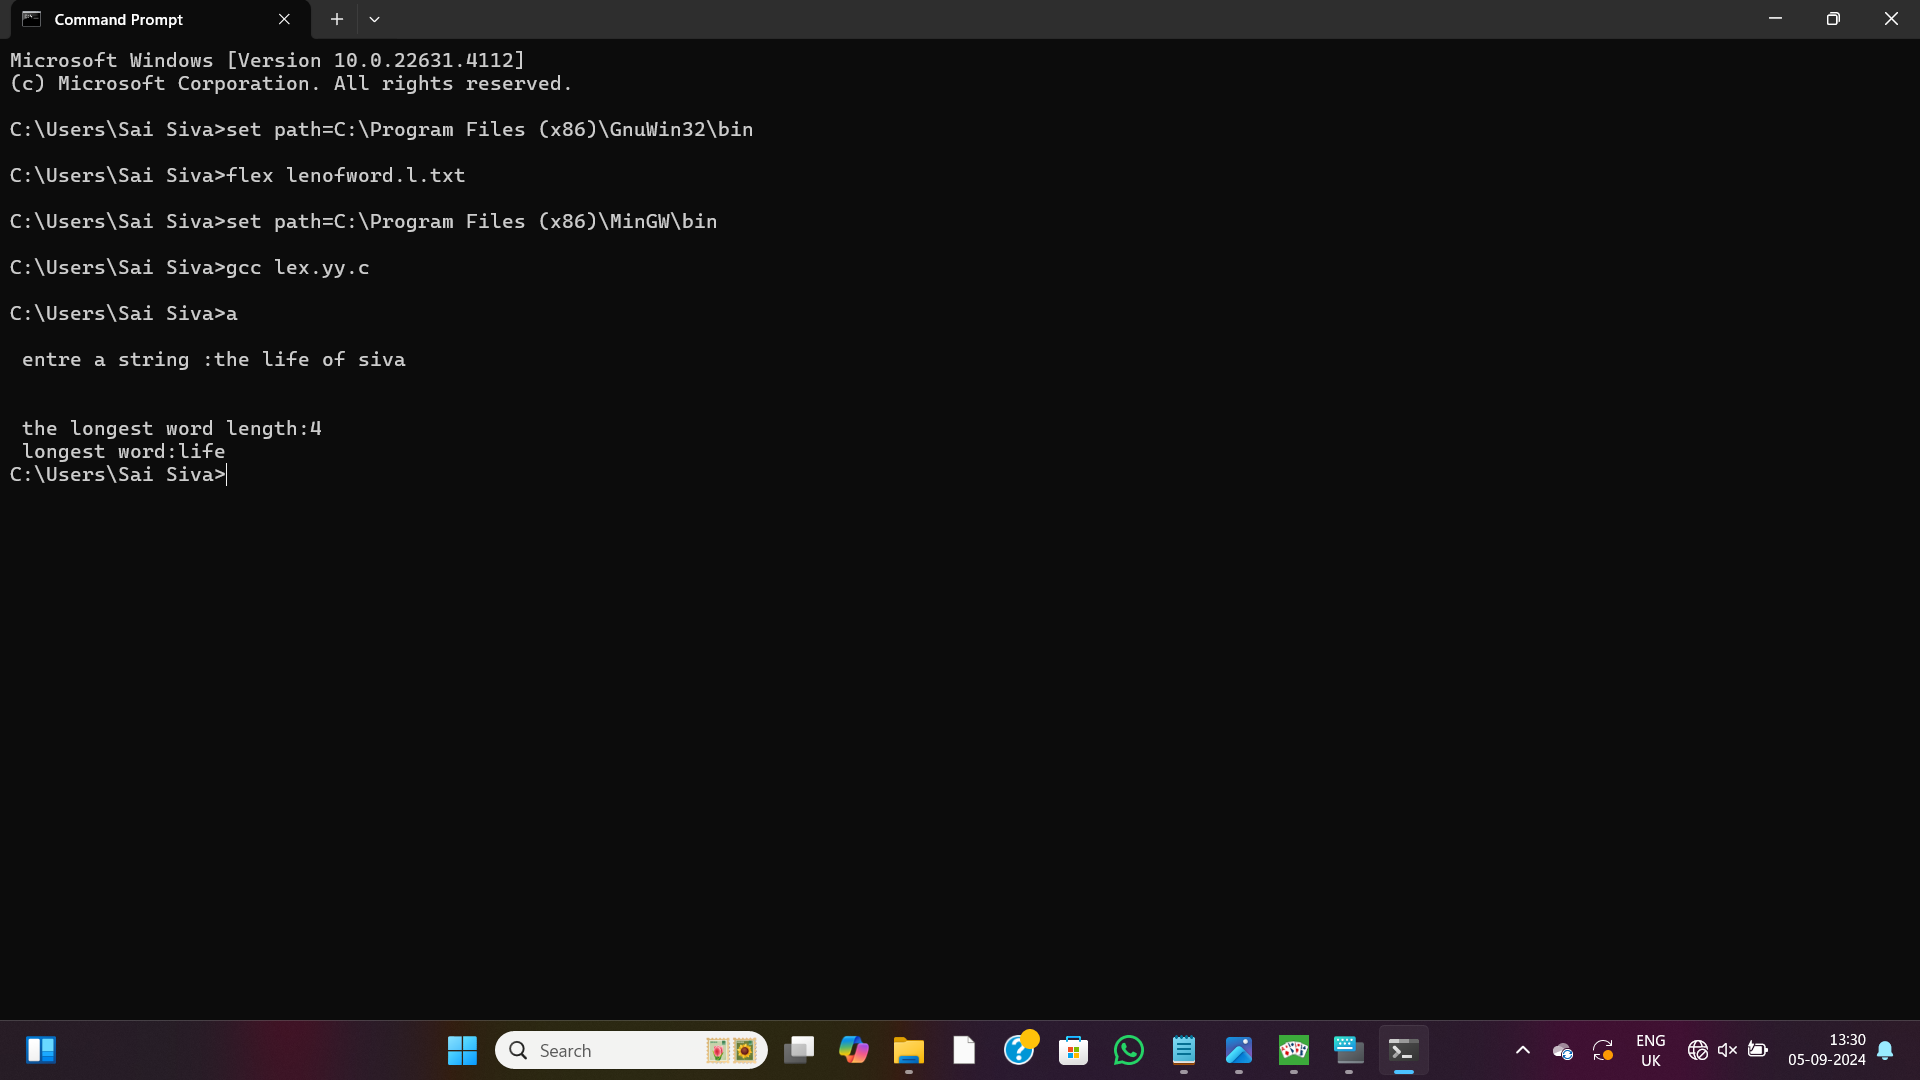 Command Prompt
Microsoft Windows [Version 10.0.22631.4112]
(c) Microsoft Corporation. All rights reserved.
C:\Users\Sai Siva>set path=C:\Program Files (x86)\GnuWin32\bin
C:\Users\Sai Siva>flex lenofword.l.txt
C:\Users\Sai Siva>set path=C:\Program Files (x86)\MinGW\bin
C:\Users\Sai Siva>gcc lex.yy.c
C:\Users\Sai Siva>a
entre a string :the life of siva
the longest word length:4
longest word:life
C:\Users\Sai Siva>
Search
ENG
UK
13:30
05-09-2024